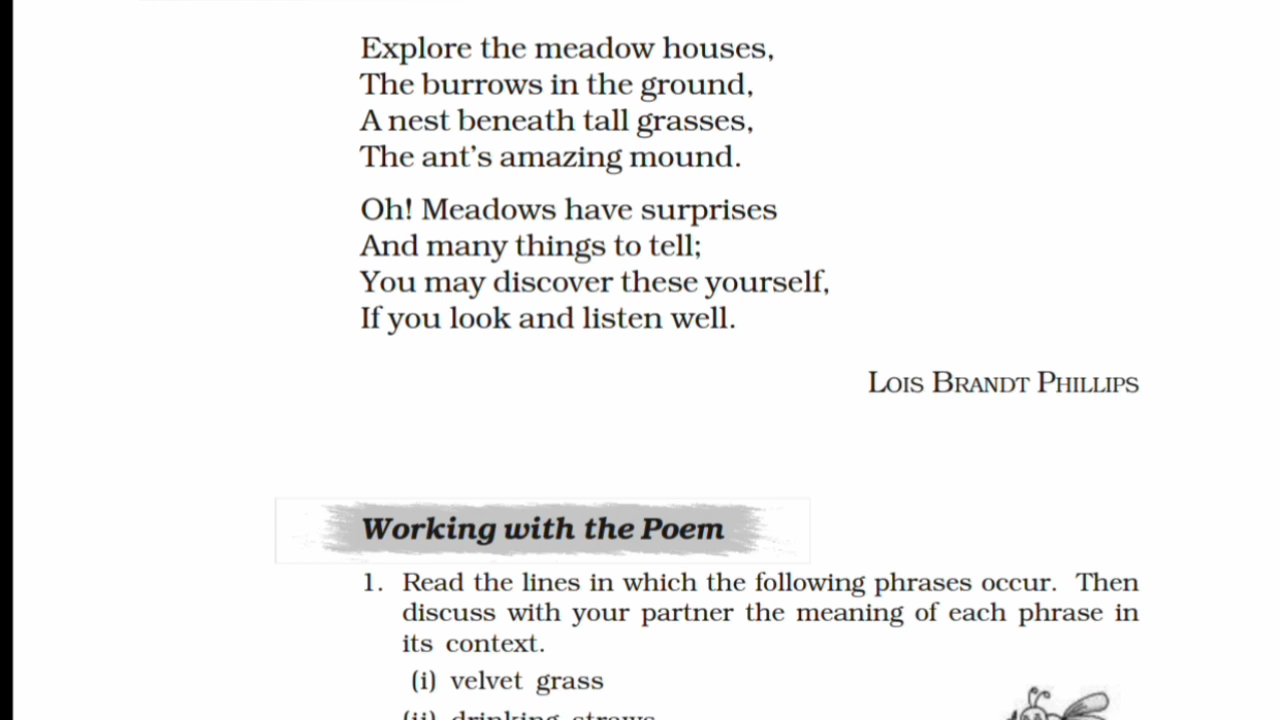 Explore the meadow houses,
The burrows in the ground,
A nest beneath tall grasses,
The ant's amazing mound.
Oh! Meadows have surprises
And many things to tell;
You may discover these yourself,
If you look and listen well.
LOIS BRANDT PHILLIPS
Working with the Poem
1. Read the lines in which the following phrases occur. Then
discuss with your partner the meaning of each phrase in
its context.
(i) velvet grass
(ii) drinking straws